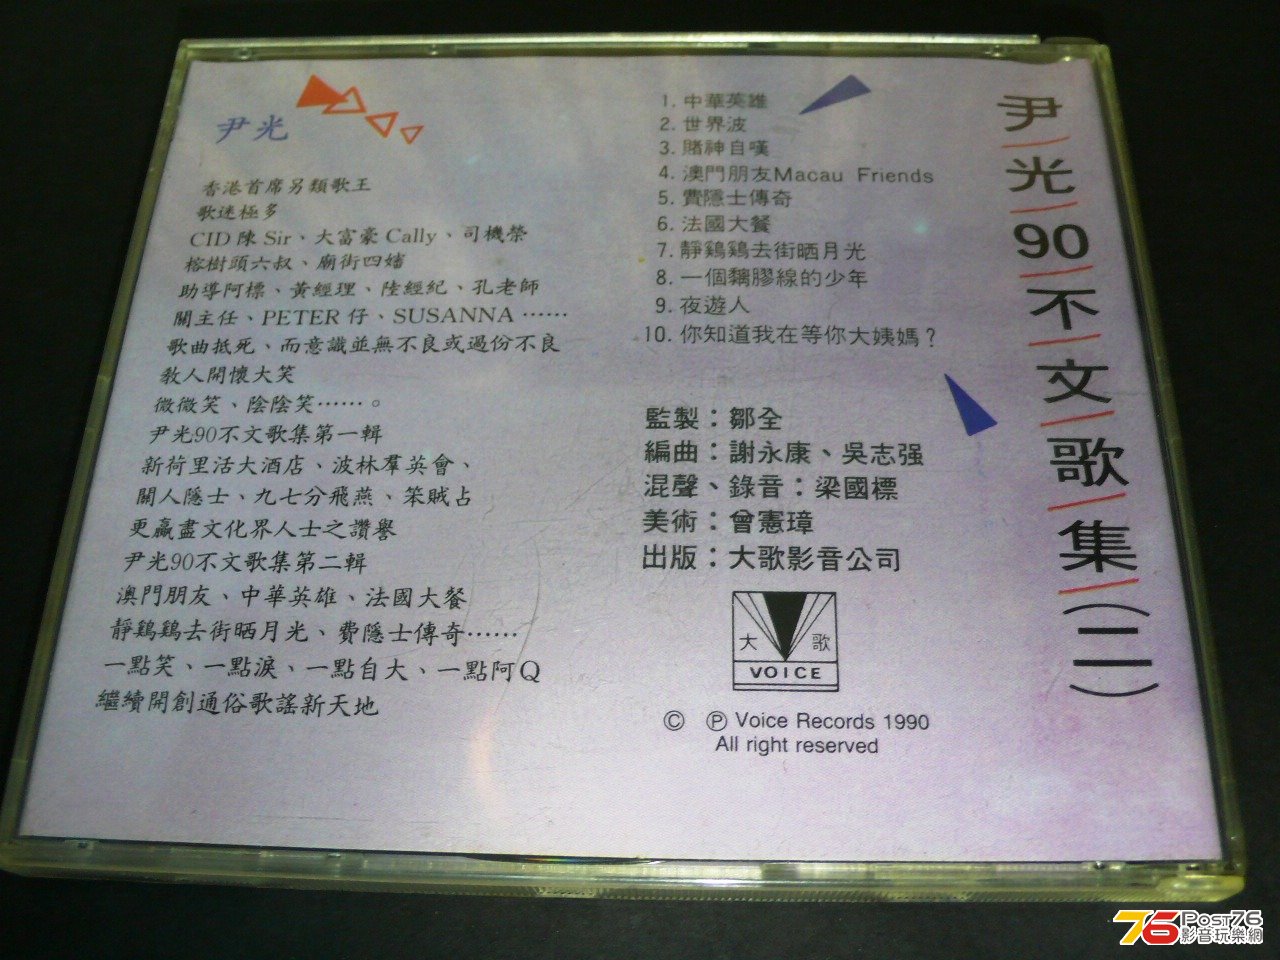 尹光
香港首席另類歌王
歌迷極多
CID 陳 Sir、大富豪 Cally、司機榮
榕樹頭六叔、廟街四嬸
助導阿標、黃經理、陸經紀、孔老師
關主任、PETER 仔、SUSANNA ……
歌曲抵死、而意識並無不良或過份不良
教人開懷大笑
微微笑、陰陰笑……。
尹光90不文歌集第一輯
新荷里活大酒店、波林羣英會、
關人隱士、九七分飛燕、笨賊占
更贏盡文化界人士之讚譽
尹光90不文歌集第二輯
澳門朋友、中華英雄、法國大餐
靜鷄鷄去街晒月光、費隱士傳奇……
一點笑、一點淚、一點自大、一點阿Q
繼續開創通俗歌謠新天地
1. 中華英雄
2. 世界波
3. 賭神自嘆
4. 澳門朋友Macau Friends
5. 費隱士傳奇
6. 法國大餐
7. 靜鷄鷄去街晒月光
8. 一個黐膠線的少年
9. 夜遊人
10. 你知道我在等你大姨媽？
監製：鄒全
編曲：謝永康、吳志强
混聲、錄音：梁國標
美術：曾憲璋
出版：大歌影音公司
大歌
VOICE
© ℗ Voice Records 1990
All right reserved
尹光90不文歌集(二)
76 Post76
影音玩樂網